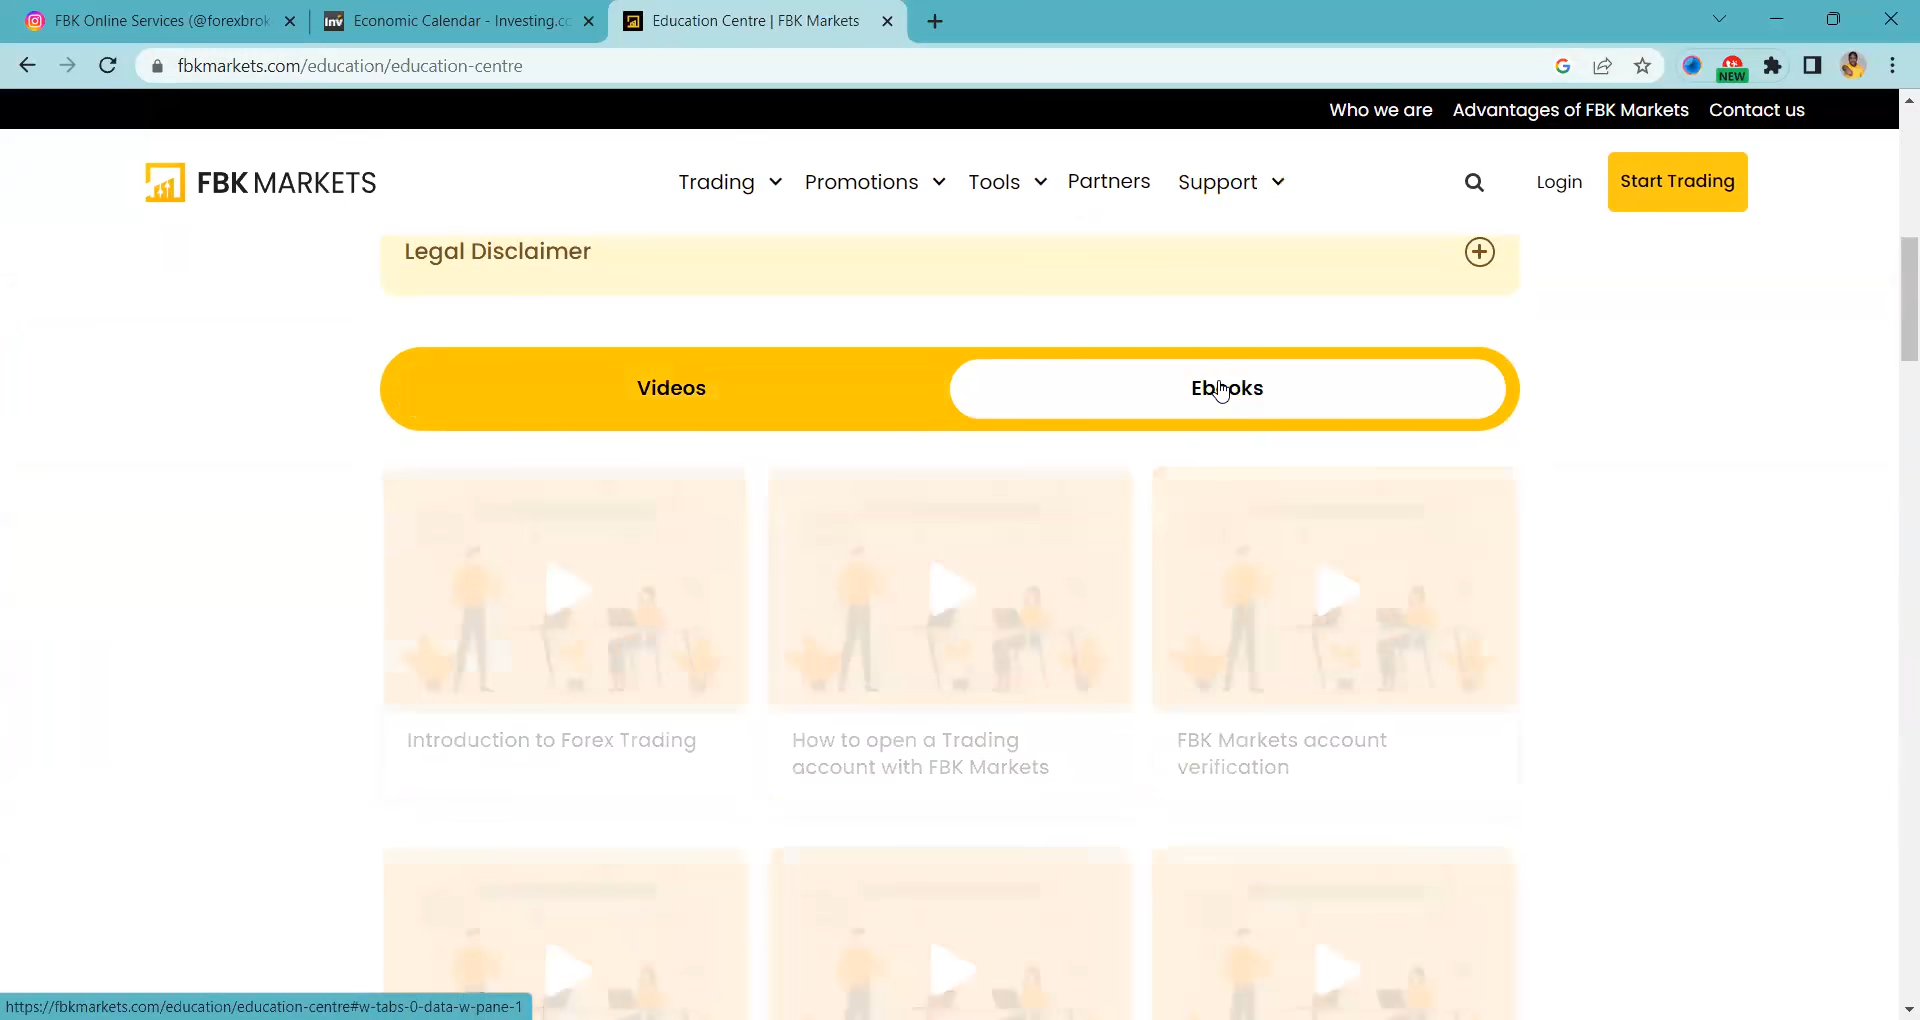 FBK Online Services (@forexbrok
Economic Calendar - Investing.co
Education Centre | FBK Markets
fbkmarkets.com/education/education-centre
NEW
Who we are Advantages of FBK Markets Contact us
FBK MARKETS
Trading Promotions Tools Partners Support Login Start Trading
Legal Disclaimer
Videos Ebooks
Introduction to Forex Trading
How to open a Trading
account with FBK Markets
FBK Markets account
verification
https://fbkmarkets.com/education/education-centre#w-tabs-0-data-w-pane-1